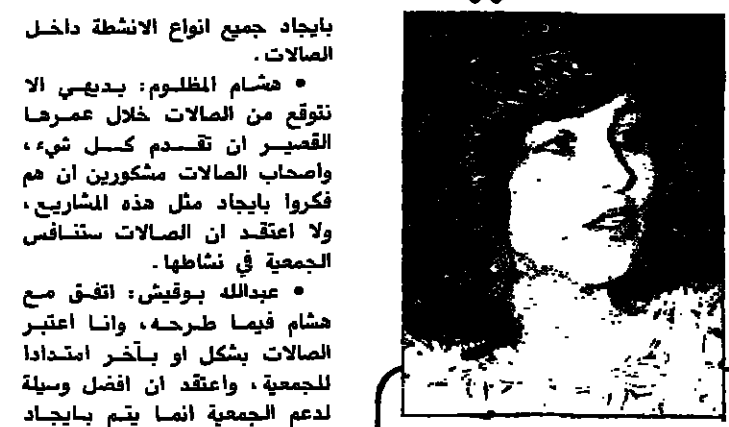 بايجاد جميع انواع الانشطة داخل
الصالات.
• هشام المظلوم: بديهي الا
نتوقع من الصالات خلال عمرها
القصير ان تقدم كل شيء،
واصحاب الصالات مشكورين ان هم
فكروا بايجاد مثل هذه المشاريع،
ولا اعتقد ان الصالات ستنافس
الجمعية في نشاطها.
• عبدالله بوقيش: اتفق مع
هشام فيما طرحه، وانا اعتبر
الصالات بشكل او بآخر امتدادا
للجمعية، واعتقد ان افضل وسيلة
لدعم الجمعية انما يتم بايجاد